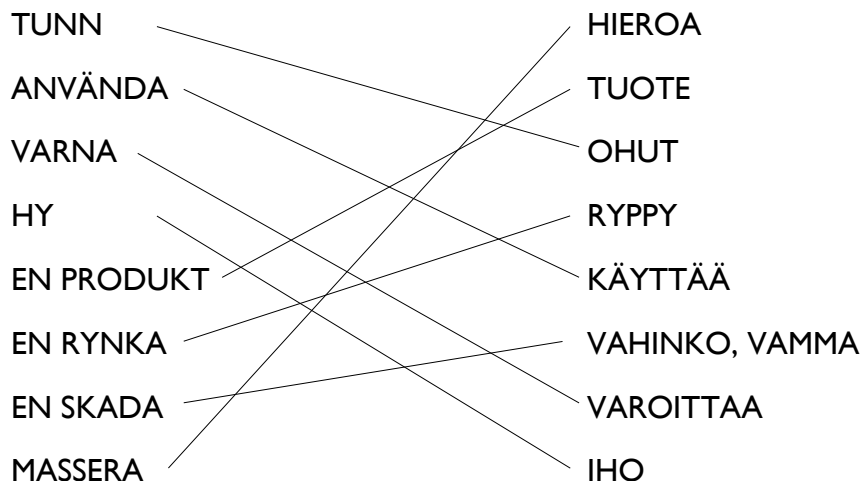 TUNN HIEROA
ANVÄNDA TUOTE
VARNA OHUT
HY RYPPY
EN PRODUKT KÄYTTÄÄ
EN RYNKA VAHINKO, VAMMA
EN SKADA VAROITTAA
MASSERA IHO